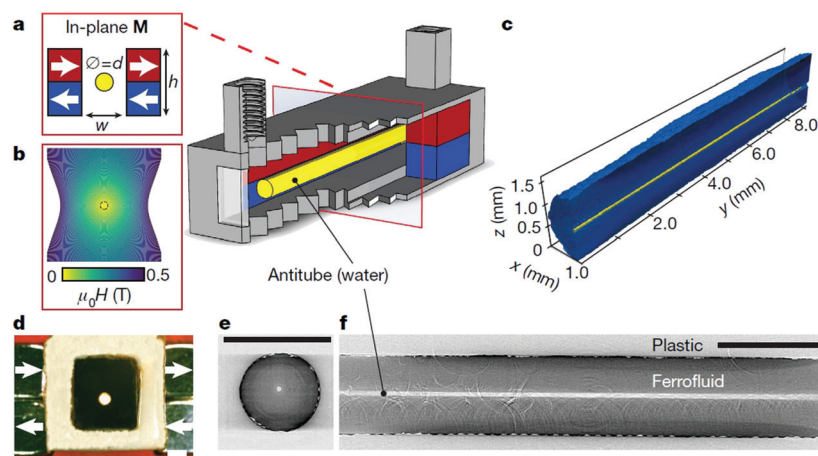 a
In-plane M
∅=d
h
w
b
0
0.5
μ0H (T)
Antitube (water)
c
1.5
1.0
0.5
0
z (mm)
x (mm)
1.0
2.0
4.0
6.0
8.0
y (mm)
d
e
f
Plastic
Ferrofluid